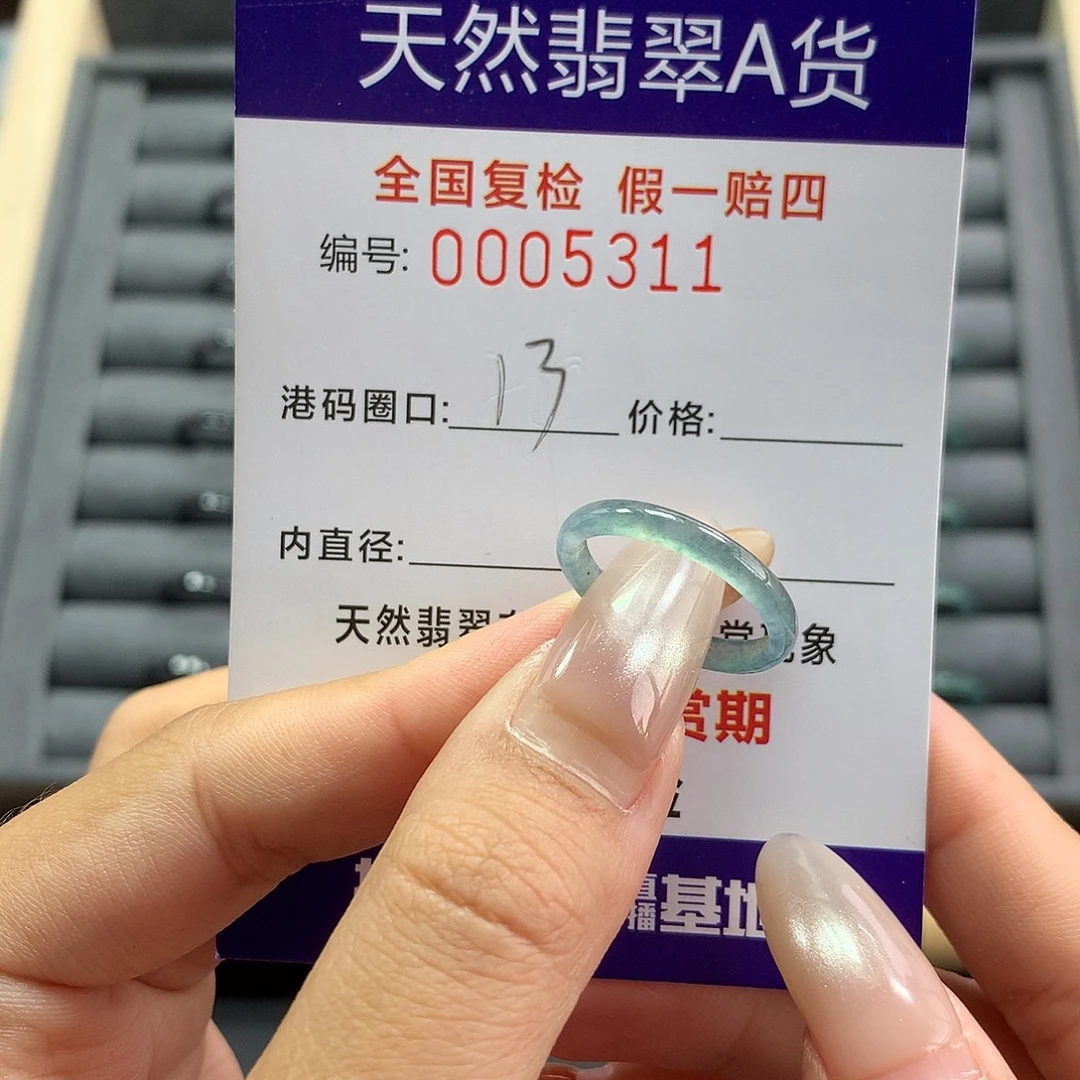 天然翡翠A货
全国复检 假一赔四
编号: 0005311
港码圈口: 13 价格:
内直径:
天然翡翠 象
赏期
播基地